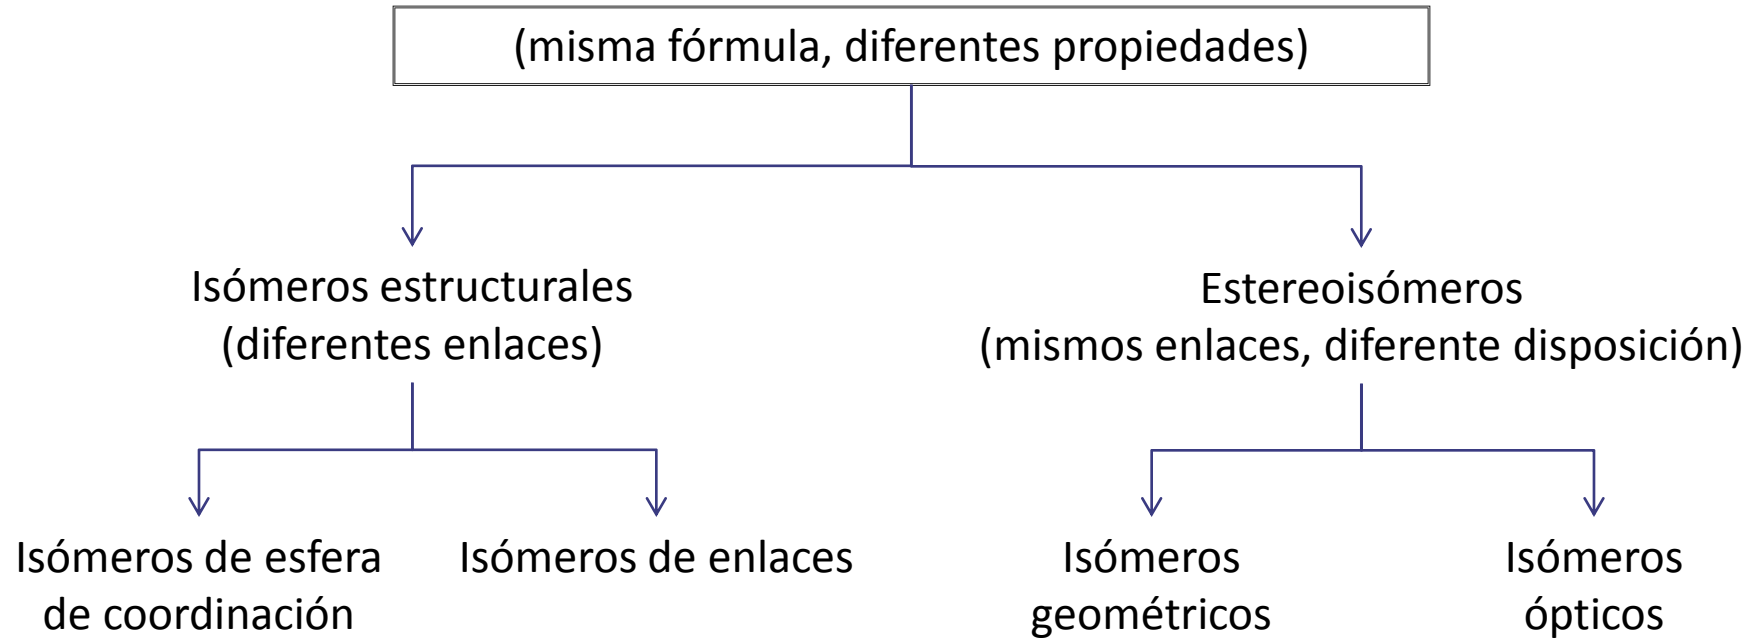 (misma fórmula, diferentes propiedades)
Isómeros estructurales
(diferentes enlaces)
Estereoisómeros
(mismos enlaces, diferente disposición)
Isómeros de esfera
de coordinación
Isómeros de enlaces
Isómeros
geométricos
Isómeros
ópticos